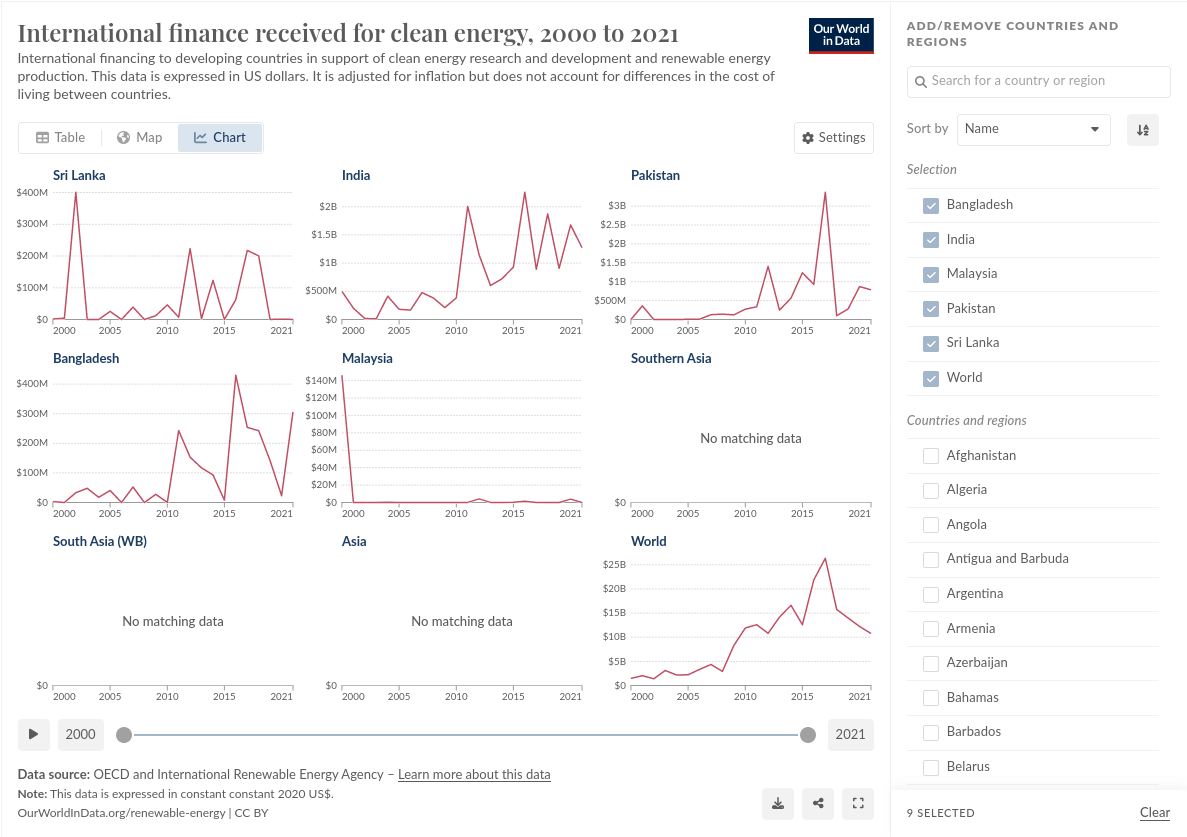 International finance received for clean energy, 2000 to 2021
Our World
in Data
International financing to developing countries in support of clean energy research and development and renewable energy
production. This data is expressed in US dollars. It is adjusted for inflation but does not account for differences in the cost of
living between countries.
Table
Map
Chart
Settings
Sri Lanka
$400M
$300M
$200M
$100M
$0
2000 2005 2010 2015 2021
India
$2B
$1.5B
$1B
$500M
$0
2000 2005 2010 2015 2021
Pakistan
$3B
$2.5B
$2B
$1.5B
$1B
$500M
$0
2000 2005 2010 2015 2021
Bangladesh
$400M
$300M
$200M
$100M
$0
2000 2005 2010 2015 2021
Malaysia
$140M
$120M
$100M
$80M
$60M
$40M
$20M
$0
2000 2005 2010 2015 2021
Southern Asia
No matching data
$0
2000 2005 2010 2015 2021
South Asia (WB)
No matching data
$0
2000 2005 2010 2015 2021
Asia
No matching data
$0
2000 2005 2010 2015 2021
World
$25B
$20B
$15B
$10B
$5B
$0
2000 2005 2010 2015 2021
2000
2021
Data source: OECD and International Renewable Energy Agency – Learn more about this data
Note: This data is expressed in constant constant 2020 US$.
OurWorldInData.org/renewable-energy | CC BY
ADD/REMOVE COUNTRIES AND
REGIONS
Search for a country or region
Sort by
Name
Selection
Bangladesh
India
Malaysia
Pakistan
Sri Lanka
World
Countries and regions
Afghanistan
Algeria
Angola
Antigua and Barbuda
Argentina
Armenia
Azerbaijan
Bahamas
Barbados
Belarus
9 SELECTED
Clear